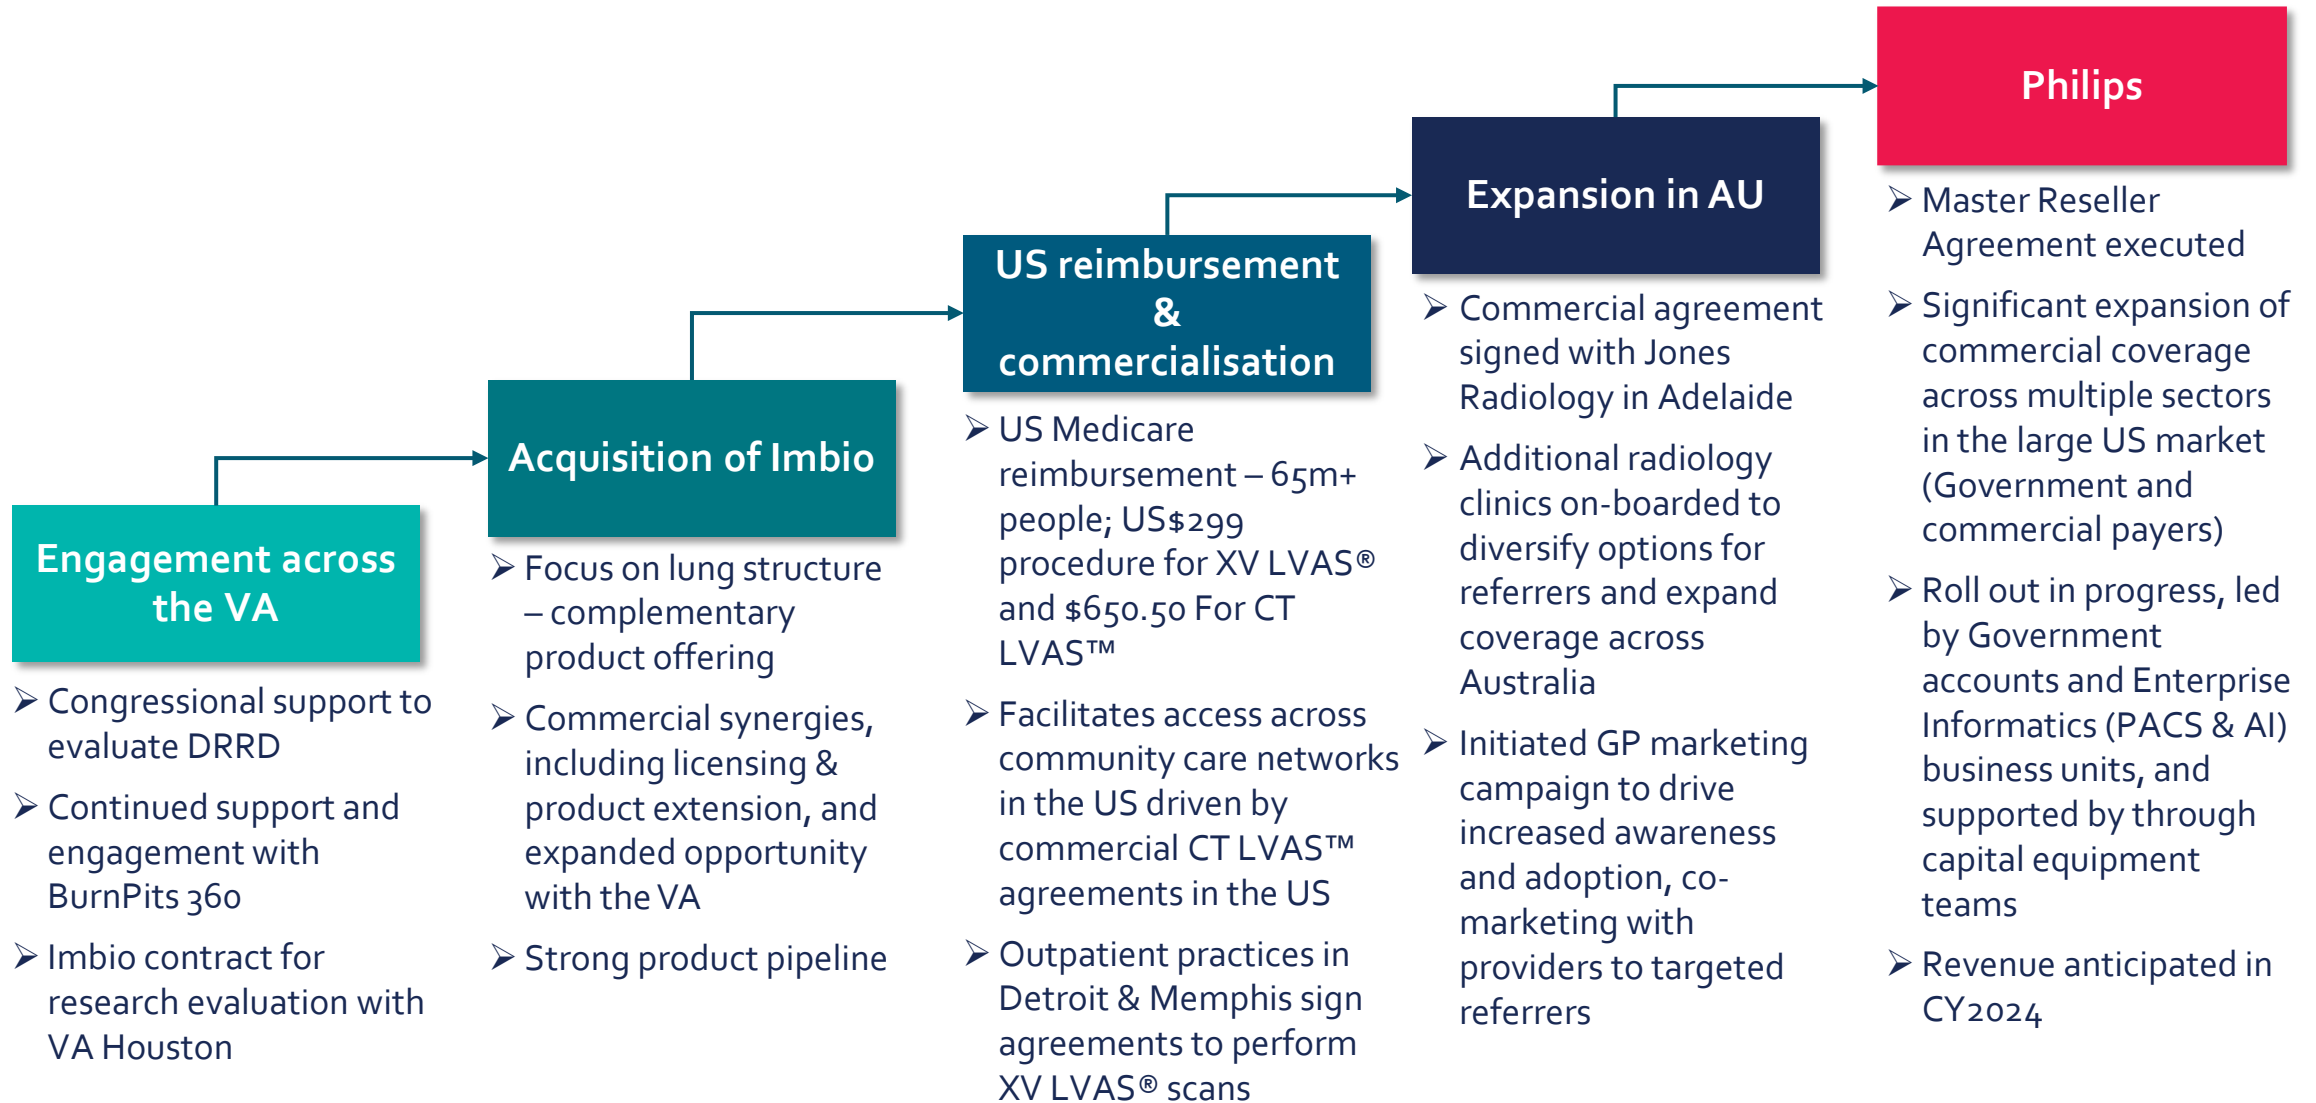 Engagement across
the VA
Congressional support to
evaluate DRRD
Continued support and
engagement with
BurnPits 360
Imbio contract for
research evaluation with
VA Houston
Acquisition of Imbio
Focus on lung structure
– complementary
product offering
Commercial synergies,
including licensing &
product extension, and
expanded opportunity
with the VA
Strong product pipeline
US reimbursement
&
commercialisation
US Medicare
reimbursement – 65m+
people; US$299
procedure for XV LVAS®
and $650.50 For CT
LVAS™
Facilitates access across
community care networks
in the US driven by
commercial CT LVAS™
agreements in the US
Outpatient practices in
Detroit & Memphis sign
agreements to perform
XV LVAS® scans
Expansion in AU
Commercial agreement
signed with Jones
Radiology in Adelaide
Additional radiology
clinics on-boarded to
diversify options for
referrers and expand
coverage across
Australia
Initiated GP marketing
campaign to drive
increased awareness
and adoption, co-
marketing with
providers to targeted
referrers
Philips
Master Reseller
Agreement executed
Significant expansion of
commercial coverage
across multiple sectors
in the large US market
(Government and
commercial payers)
Roll out in progress, led
by Government
accounts and Enterprise
Informatics (PACS & AI)
business units, and
supported by through
capital equipment
teams
Revenue anticipated in
CY2024